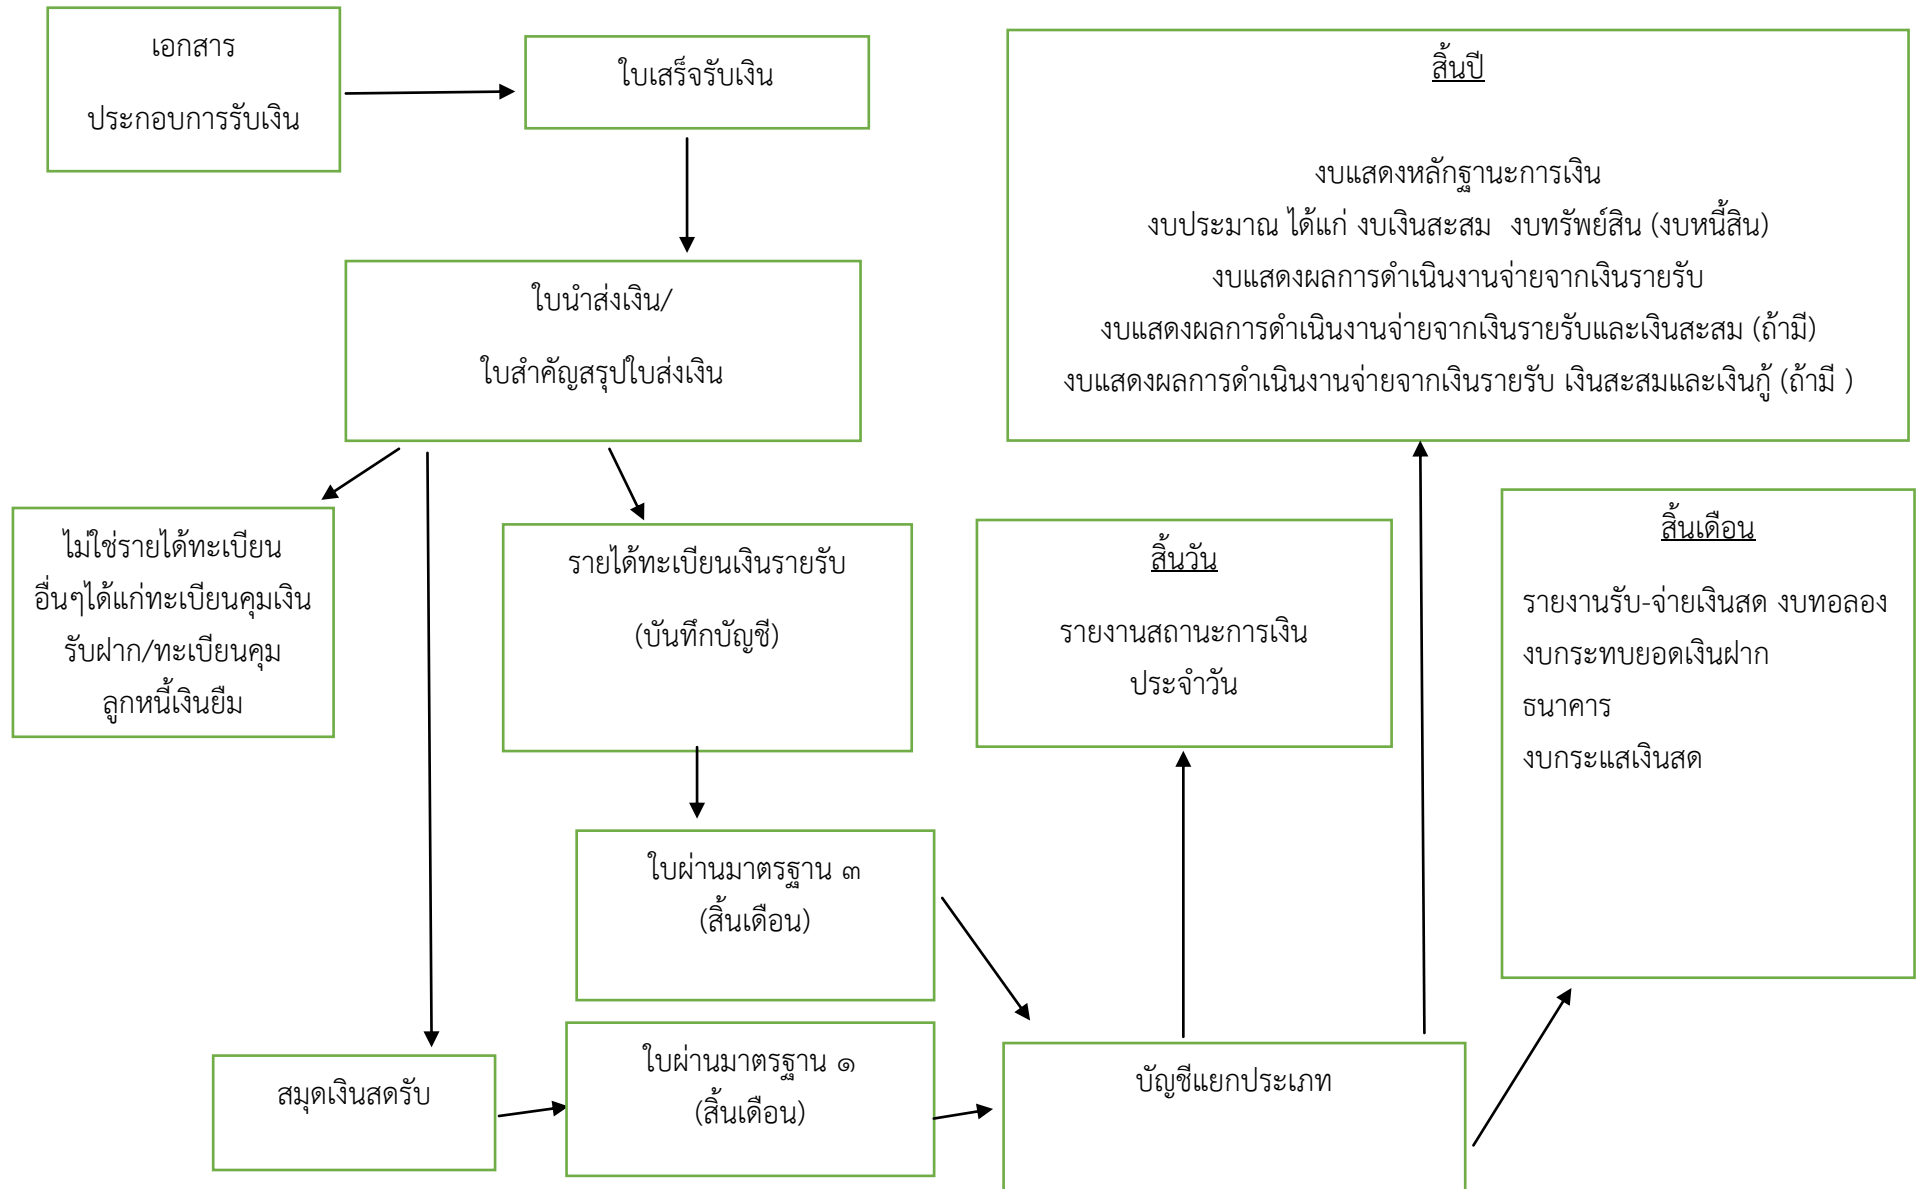 เอกสาร
ประกอบการรับเงิน
ใบเสร็จรับเงิน
สิ้นปี
งบแสดงหลักฐานะการเงิน
งบประมาณ ได้แก่ งบเงินสะสม  งบทรัพย์สิน (งบหนี้สิน)
งบแสดงผลการดำเนินงานจ่ายจากเงินรายรับ
งบแสดงผลการดำเนินงานจ่ายจากเงินรายรับและเงินสะสม (ถ้ามี)
งบแสดงผลการดำเนินงานจ่ายจากเงินรายรับ เงินสะสมและเงินกู้ (ถ้ามี )
ใบนำส่งเงิน/
ใบสำคัญสรุปใบส่งเงิน
ไม่ใช่รายได้ทะเบียน
อื่นๆได้แก่ทะเบียนคุมเงิน
รับฝาก/ทะเบียนคุม
ลูกหนี้เงินยืม
รายได้ทะเบียนเงินรายรับ
(บันทึกบัญชี)
สิ้นวัน
รายงานสถานะการเงิน
ประจำวัน
สิ้นเดือน
รายงานรับ-จ่ายเงินสด งบทอลอง
งบกระทบยอดเงินฝาก
ธนาคาร
งบกระแสเงินสด
ใบผ่านมาตรฐาน ๓
(สิ้นเดือน)
สมุดเงินสดรับ
ใบผ่านมาตรฐาน ๑
(สิ้นเดือน)
บัญชีแยกประเภท